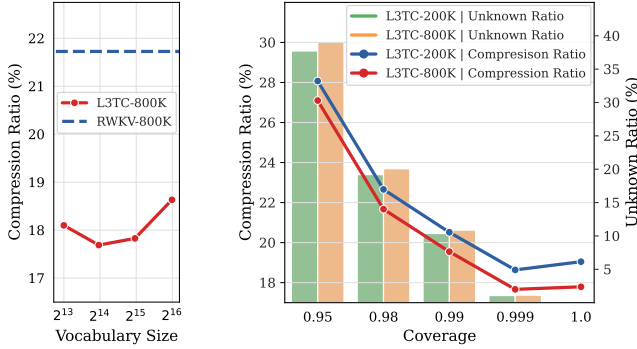 Compression Ratio (%)
22
21
20
19
18
17
L3TC-800K
RWKV-800K
2^13 2^14 2^15 2^16
Vocabulary Size
Compression Ratio (%)
30
28
26
24
22
20
18
L3TC-200K | Unknown Ratio
L3TC-800K | Unknown Ratio
L3TC-200K | Compresison Ratio
L3TC-800K | Compression Ratio
40
35
30
25
20
15
10
5
Unknown Ratio (%)
0.95 0.98 0.99 0.999 1.0
Coverage